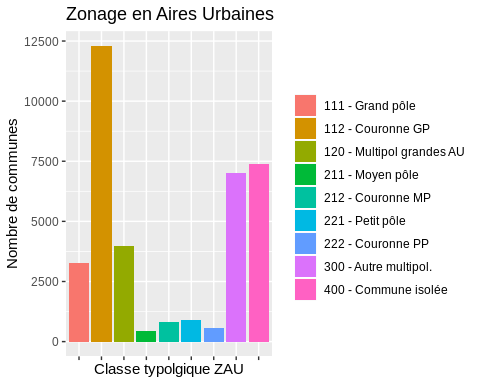 Zonage en Aires Urbaines
Nombre de communes
12500
10000
7500
5000
2500
0
Classe typolgique ZAU
111 - Grand pôle
112 - Couronne GP
120 - Multipol grandes AU
211 - Moyen pôle
212 - Couronne MP
221 - Petit pôle
222 - Couronne PP
300 - Autre multipol.
400 - Commune isolée